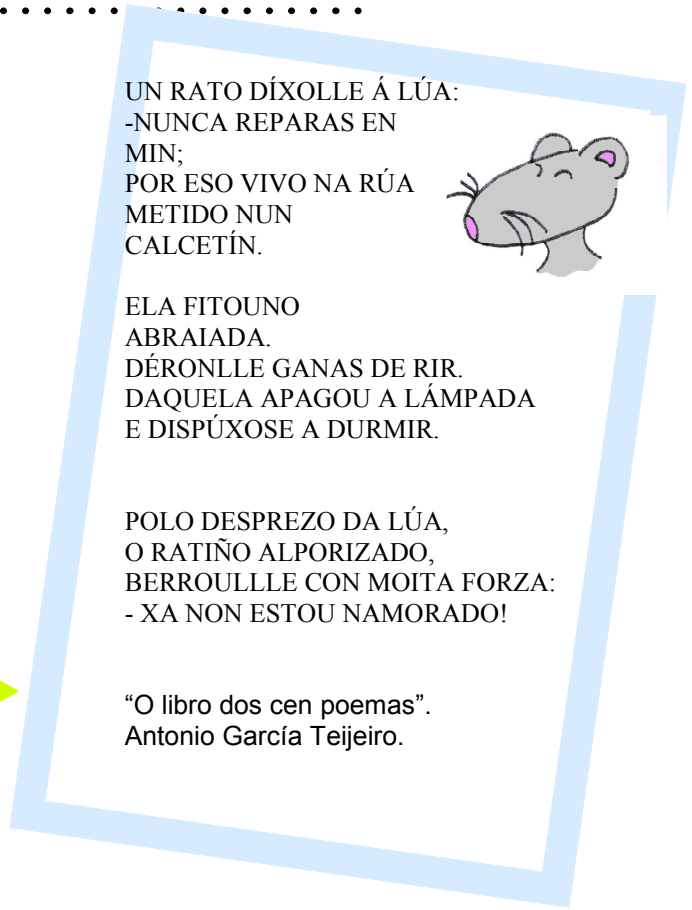 UN RATO DÍXOLLE Á LÚA:
-NUNCA REPARAS EN
MIN;
POR ESO VIVO NA RÚA
METIDO NUN
CALCETÍN.
ELA FITOUNO
ABRAIADA.
DÉRONLLE GANAS DE RIR.
DAQUELA APAGOU A LÁMPADA
E DISPÚXOSE A DURMIR.
POLO DESPREZO DA LÚA,
O RATIÑO ALPORIZADO,
BERROULLLE CON MOITA FORZA:
- XA NON ESTOU NAMORADO!
“O libro dos cen poemas”.
Antonio García Teijeiro.